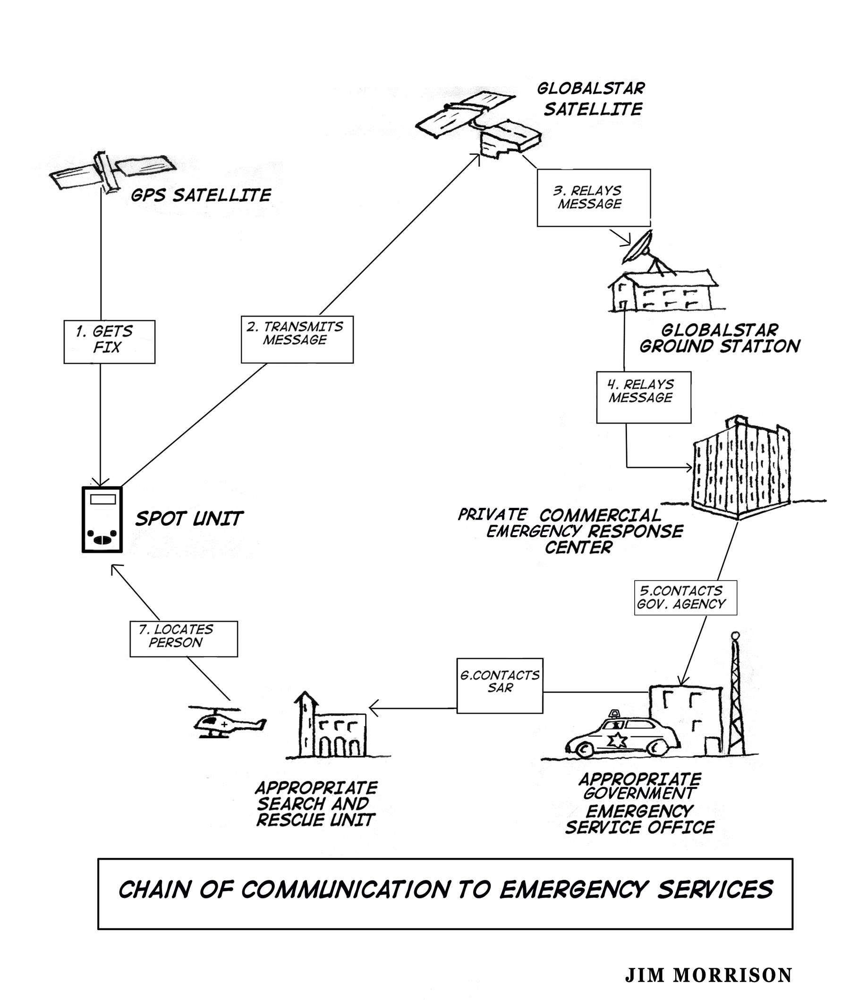 GLOBALSTAR
SATELLITE
GPS SATELLITE
3. RELAYS
MESSAGE
1. GETS
FIX
2. TRANSMITS
MESSAGE
GLOBALSTAR
GROUND STATION
4. RELAYS
MESSAGE
SPOT UNIT
PRIVATE COMMERCIAL
EMERGENCY RESPONSE
CENTER
5.CONTACTS
GOV. AGENCY
7. LOCATES
PERSON
6.CONTACTS
SAR
APPROPRIATE
SEARCH AND
RESCUE UNIT
APPROPRIATE
GOVERNMENT
EMERGENCY
SERVICE OFFICE
CHAIN OF COMMUNICATION TO EMERGENCY SERVICES
JIM MORRISON